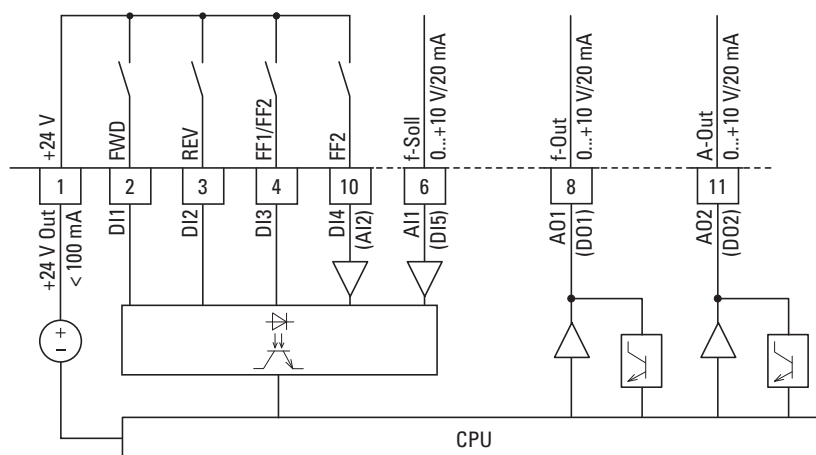 +24 V
FWD
REV
FF1/FF2
FF2
f-Soll
0...+10 V/20 mA
f-Out
0...+10 V/20 mA
A-Out
0...+10 V/20 mA
1
2
3
4
10
6
8
11
+24 V Out
< 100 mA
DI1
DI2
DI3
DI4
(AI2)
AI1
(DI5)
AO1
(DO1)
AO2
(DO2)
+
-
CPU